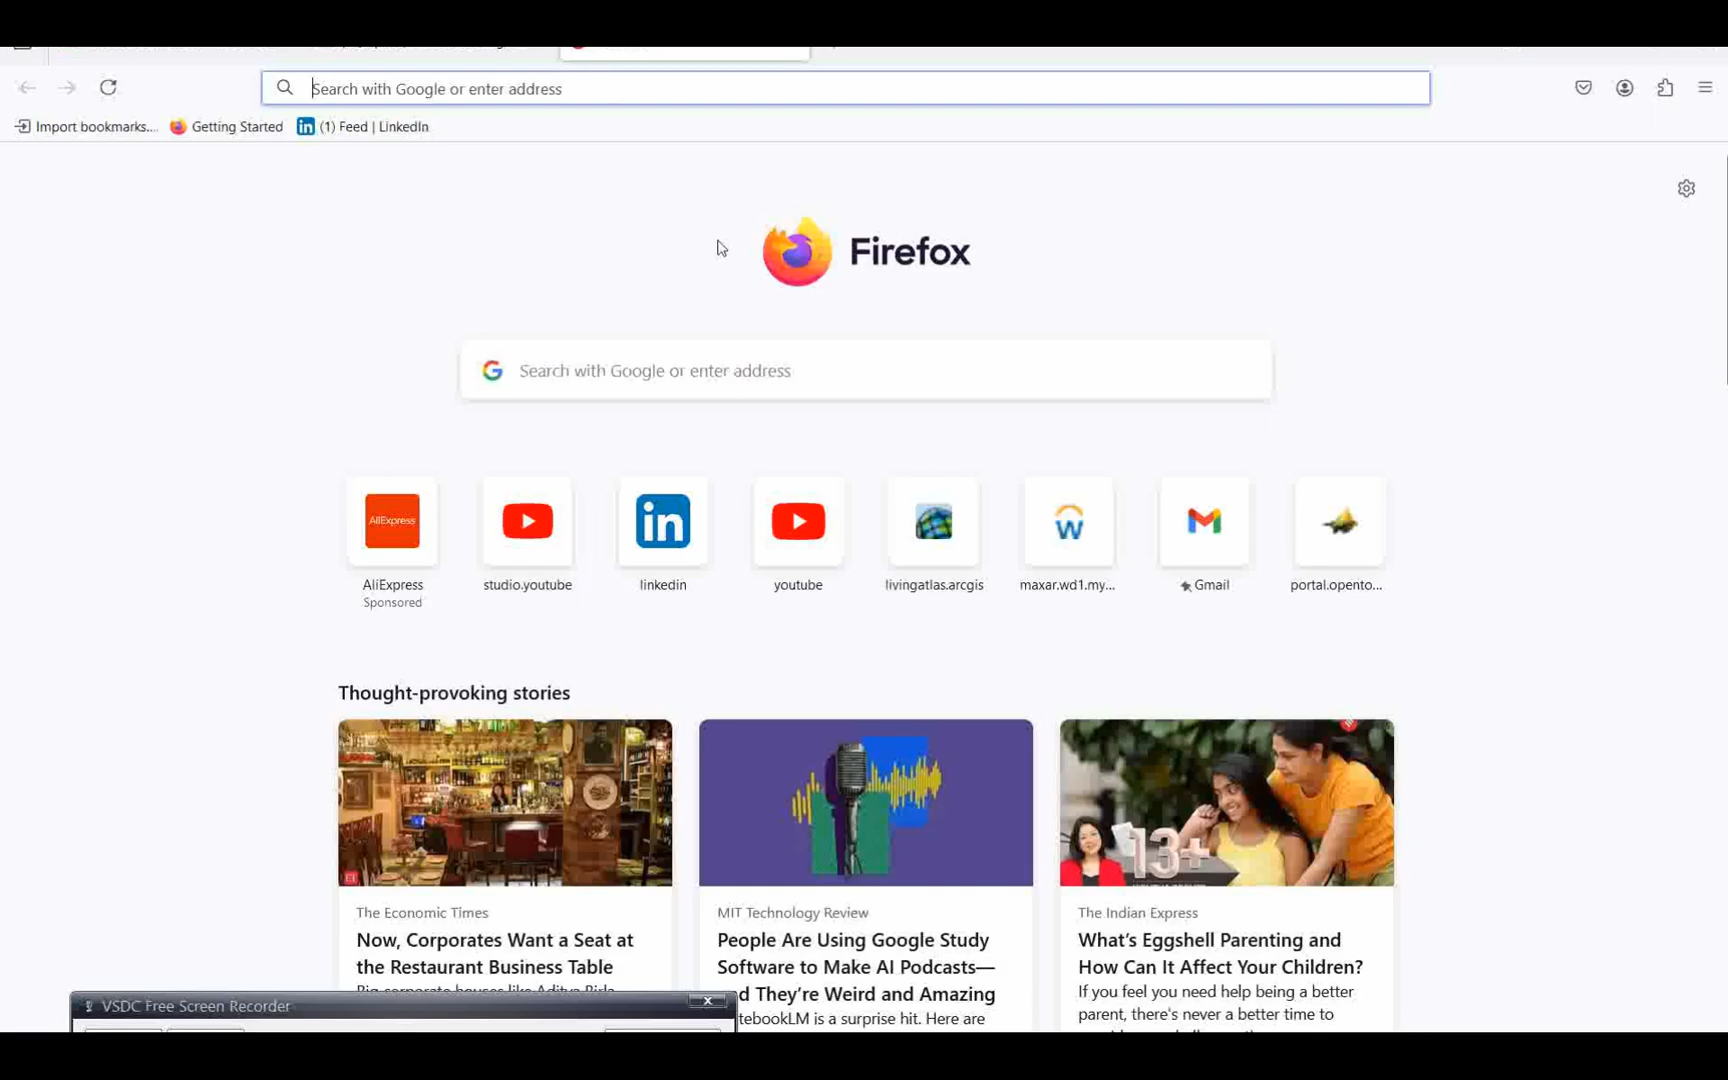 Search with Google or enter address
Import bookmarks... Getting Started (1) Feed | LinkedIn
Firefox
Search with Google or enter address
AliExpress
AliExpress studio.youtube linkedin youtube livingatlas.arcgis maxar.wd1.my... Gmail portal.opento...
Sponsored
Thought-provoking stories
13+
The Economic Times
Now, Corporates Want a Seat at
the Restaurant Business Table
MIT Technology Review
People Are Using Google Study
Software to Make AI Podcasts—
They're Weird and Amazing
is a surprise hit. Here are
The Indian Express
What's Eggshell Parenting and
How Can It Affect Your Children?
If you feel you need help being a better
parent, there's never a better time to
VSDC Free Screen Recorder